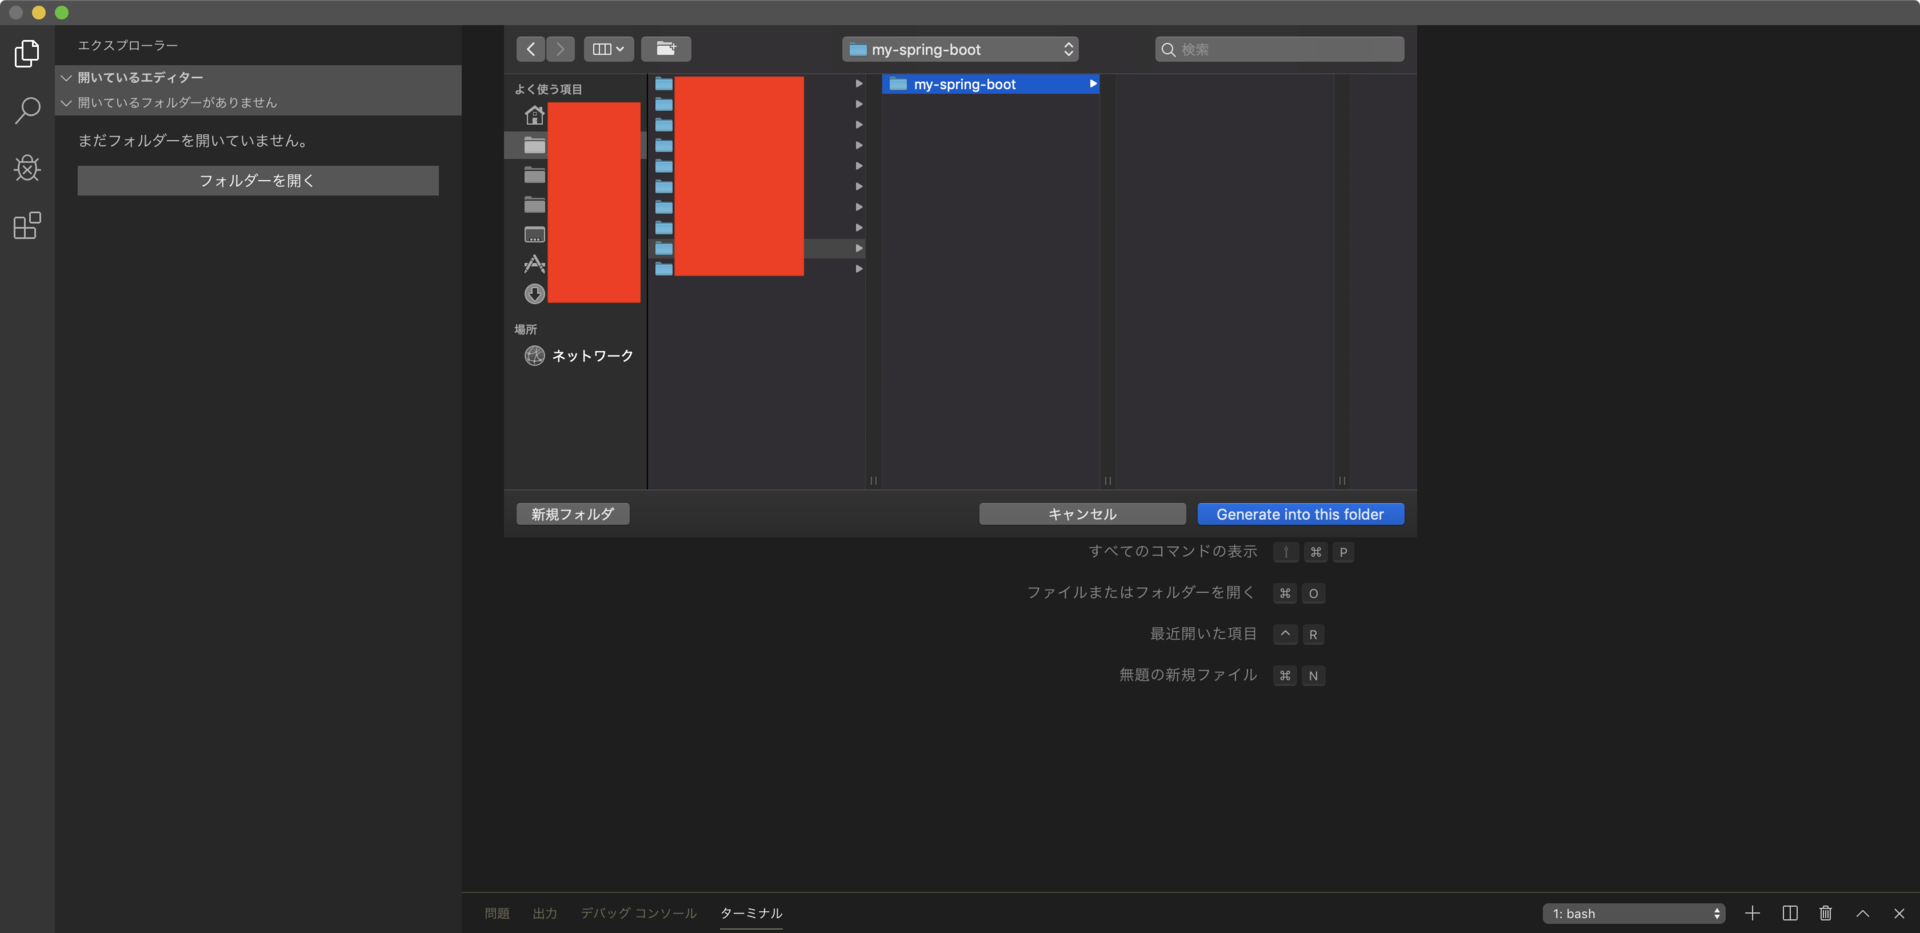 エクスプローラー
開いているエディター
開いているフォルダーがありません
まだフォルダーを開いていません。
フォルダーを開く
my-spring-boot
検索
よく使う項目
場所
ネットワーク
my-spring-boot
新規フォルダ
キャンセル
Generate into this folder
すべてのコマンドの表示 ⇧ ⌘ P
ファイルまたはフォルダーを開く ⌘ O
最近開いた項目 ^ R
無題の新規ファイル ⌘ N
問題 出力 デバッグ コンソール ターミナル
1: bash